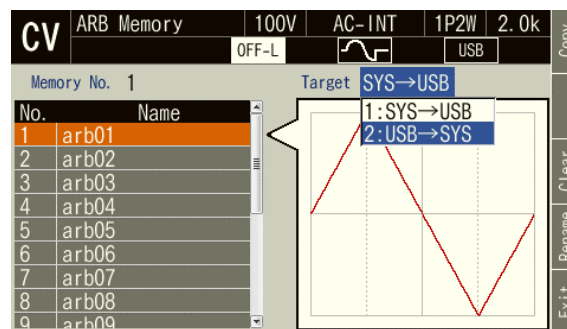 CV
ARB Memory
100V
AC-INT
1P2W
2.0k
OFF-L
USB
Copy
Memory No. 1
Target SYS→USB
1:SYS→USB
2:USB→SYS
No. Name
1 arb01
2 arb02
3 arb03
4 arb04
5 arb05
6 arb06
7 arb07
8 arb08
9 arb09
Clear
Rename
Exit